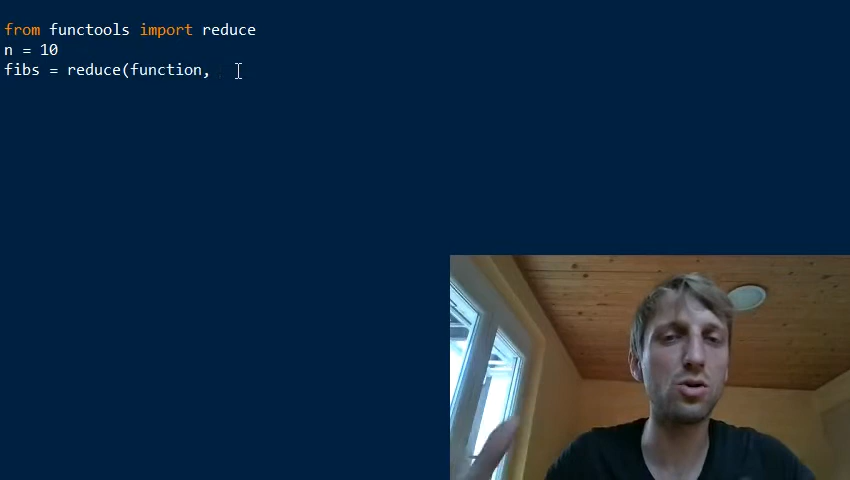 from functools import reduce
n = 10
fibs = reduce(function,